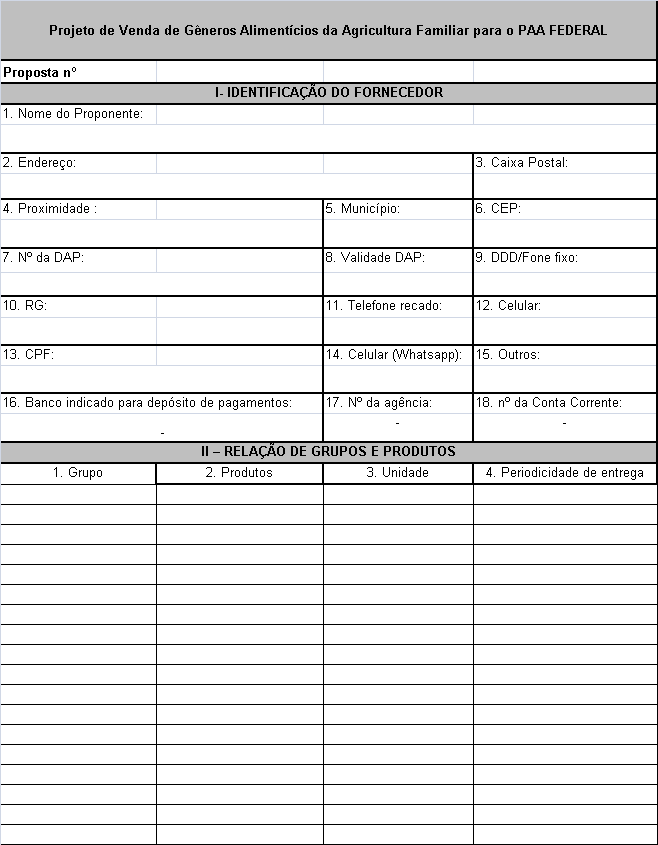 Projeto de Venda de Gêneros Alimentícios da Agricultura Familiar para o PAA FEDERAL
Proposta nº
I- IDENTIFICAÇÃO DO FORNECEDOR
1. Nome do Proponente:
2. Endereço: 3. Caixa Postal:
4. Proximidade : 5. Município: 6. CEP:
7. Nº da DAP: 8. Validade DAP: 9. DDD/Fone fixo:
10. RG: 11. Telefone recado: 12. Celular:
13. CPF: 14. Celular (Whatsapp): 15. Outros:
16. Banco indicado para depósito de pagamentos: 17. Nº da agência: 18. nº da Conta Corrente:
- - -
II – RELAÇÃO DE GRUPOS E PRODUTOS
1. Grupo 2. Produtos 3. Unidade 4. Periodicidade de entrega